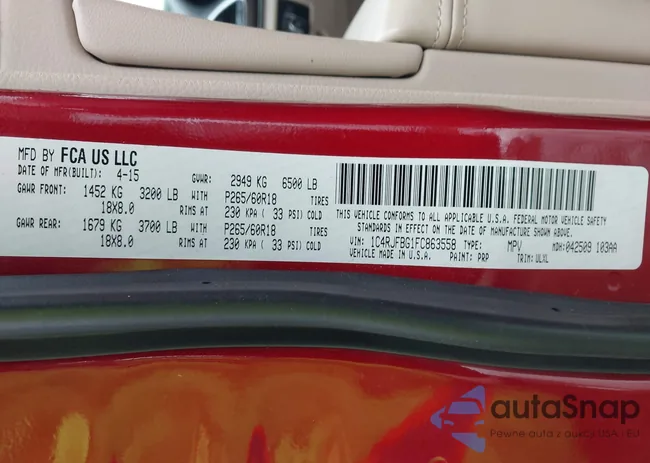 MFD BY FCA US LLC
DATE OF MFR(BUILT): 4-15 GVWR: 2949 KG 6500 LB
GAWR FRONT: 1452 KG 3200 LB WITH P265/60R18 TIRES
18X8.0 RIMS AT 230 KPA ( 33 PSI) COLD
GAWR REAR: 1679 KG 3700 LB WITH P265/60R18 TIRES
18X8.0 RIMS AT 230 KPA ( 33 PSI) COLD
THIS VEHICLE CONFORMS TO ALL APPLICABLE U.S.A. FEDERAL MOTOR VEHICLE SAFETY
STANDARDS IN EFFECT ON THE DATE OF MANUFACTURE SHOWN ABOVE
VIN: 1C4RJFBG1FC863558 TYPE: MPV MDH:042509 103AA
VEHICLE MADE IN U.S.A. PAINT: PRP TRIM:
autaSnap
Pewne auta z aukcji USA - EU